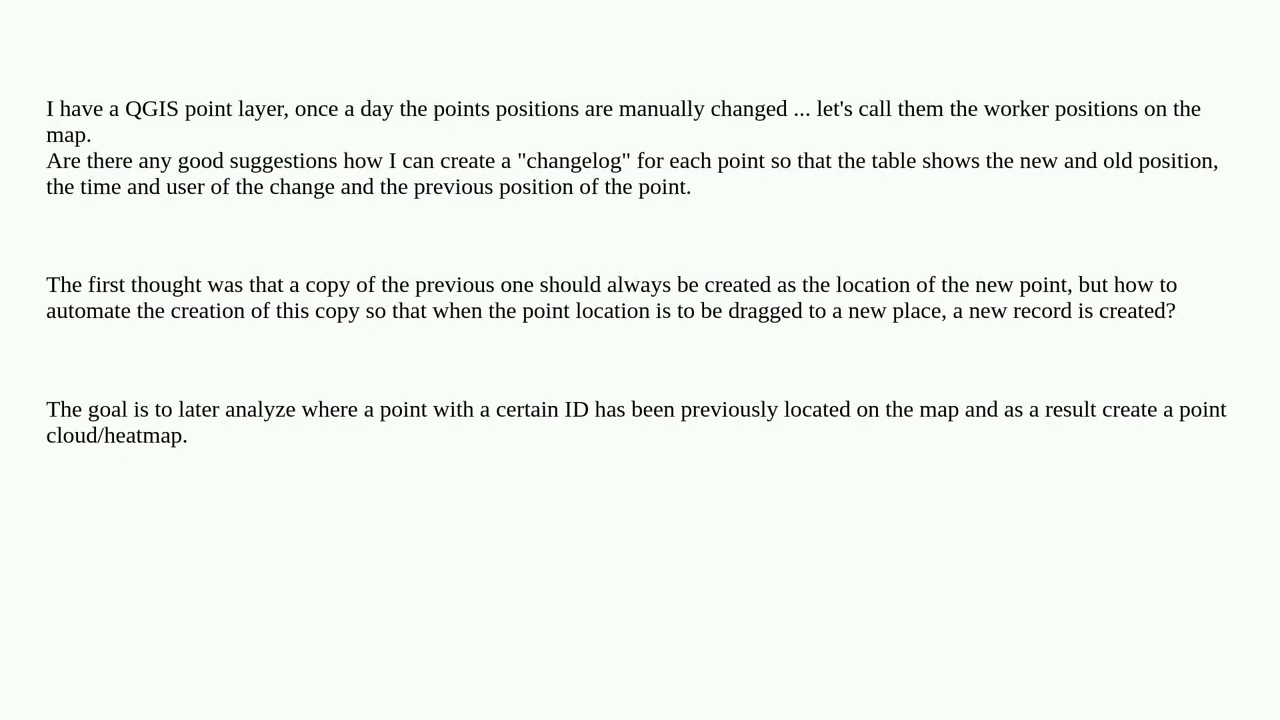 I have a QGIS point layer, once a day the points positions are manually changed ... let's call them the worker positions on the
map.
Are there any good suggestions how I can create a "changelog" for each point so that the table shows the new and old position,
the time and user of the change and the previous position of the point.
The first thought was that a copy of the previous one should always be created as the location of the new point, but how to
automate the creation of this copy so that when the point location is to be dragged to a new place, a new record is created?
The goal is to later analyze where a point with a certain ID has been previously located on the map and as a result create a point
cloud/heatmap.